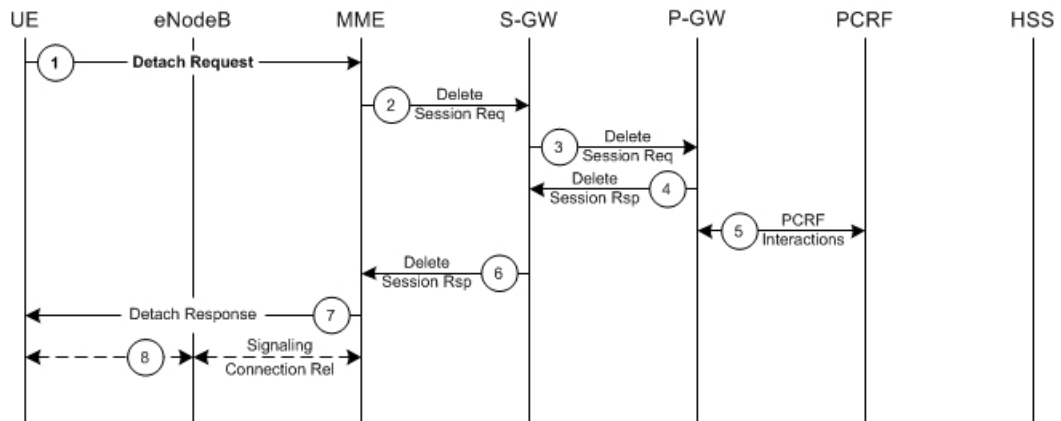 UE eNodeB MME S-GW P-GW PCRF HSS
1 Detach Request
2 Delete
Session Req
3 Delete
Session Req
Delete 4
Session Rsp
5 PCRF
Interactions
Delete 6
Session Rsp
Detach Response 7
8 Signaling
Connection Rel